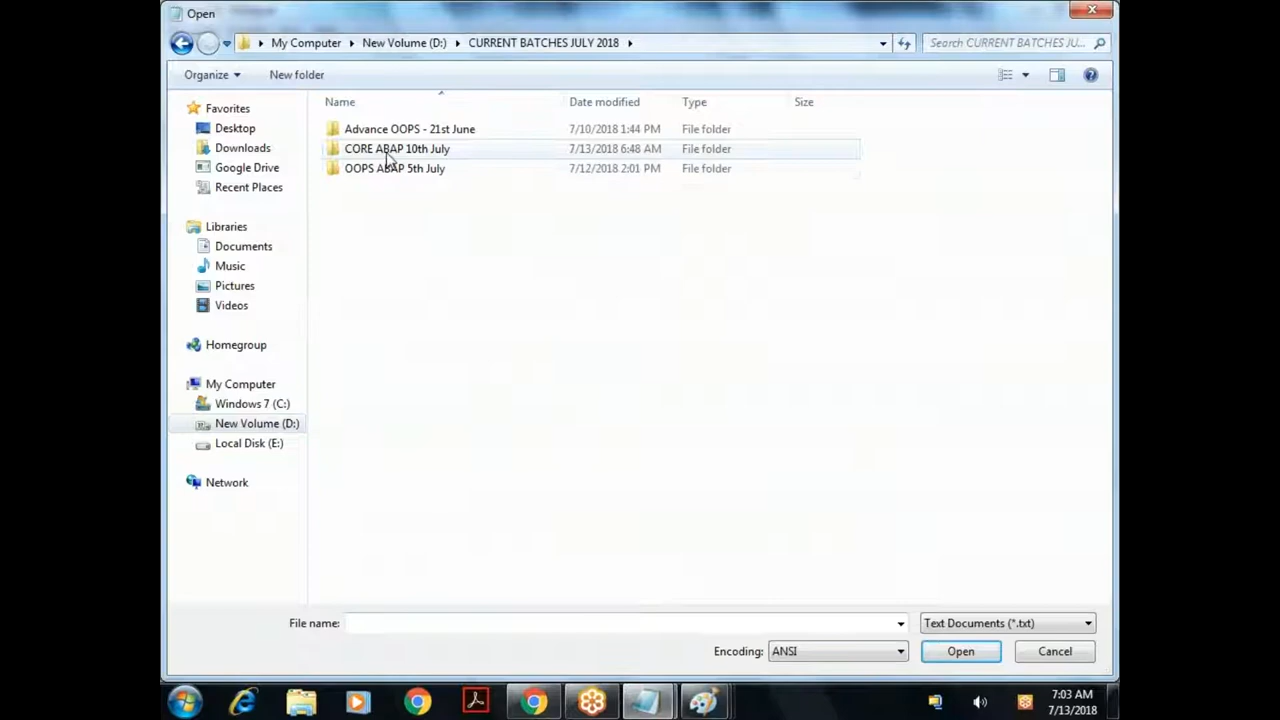 Open
My Computer New Volume (D:) CURRENT BATCHES JULY 2018 Search CURRENT BATCHES JU...
Organize New folder
Name Date modified Type Size
Favorites
Desktop
Downloads
Google Drive
Recent Places
Libraries
Documents
Music
Pictures
Videos
Homegroup
My Computer
Windows 7 (C:)
New Volume (D:)
Local Disk (E:)
Network
Advance OOPS - 21st June 7/10/2018 1:44 PM File folder
CORE ABAP 10th July 7/13/2018 6:48 AM File folder
OOPS ABAP 5th July 7/12/2018 2:01 PM File folder
File name: Text Documents (*.txt)
Encoding: ANSI Open Cancel
7:03 AM
7/13/2018